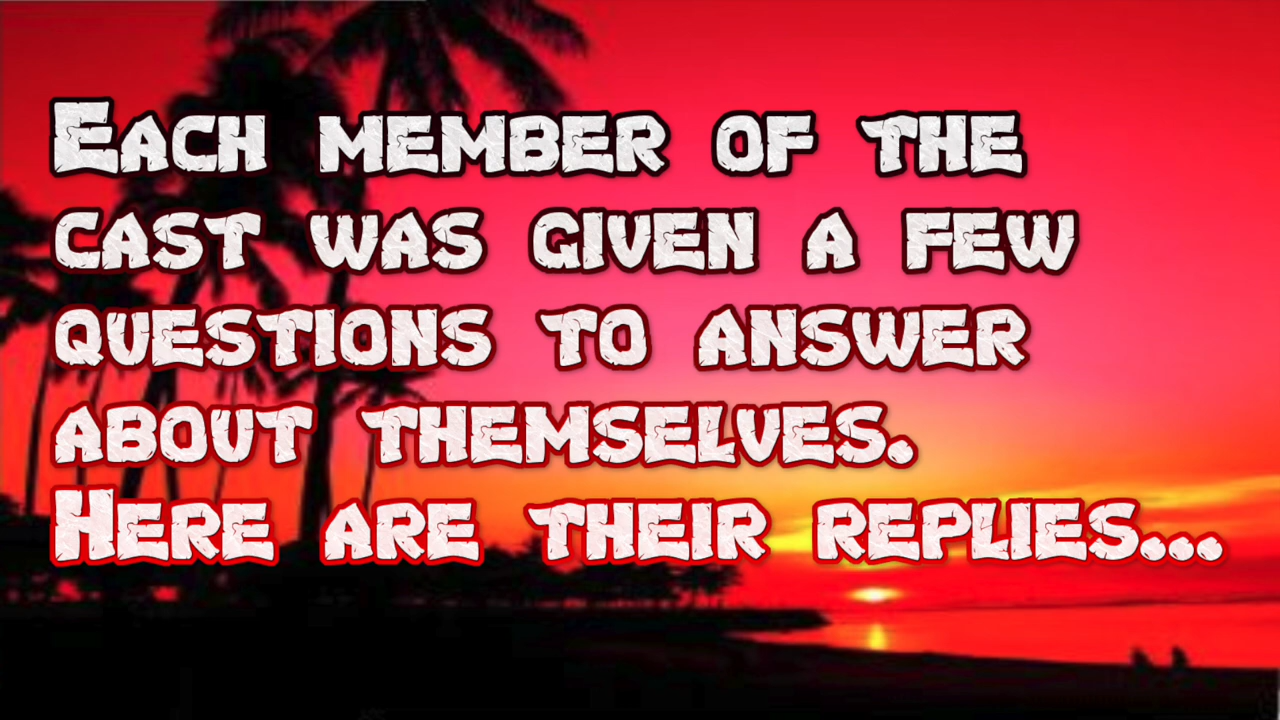 Each member of the
cast was given a few
questions to answer
about themselves.
Here are their replies...